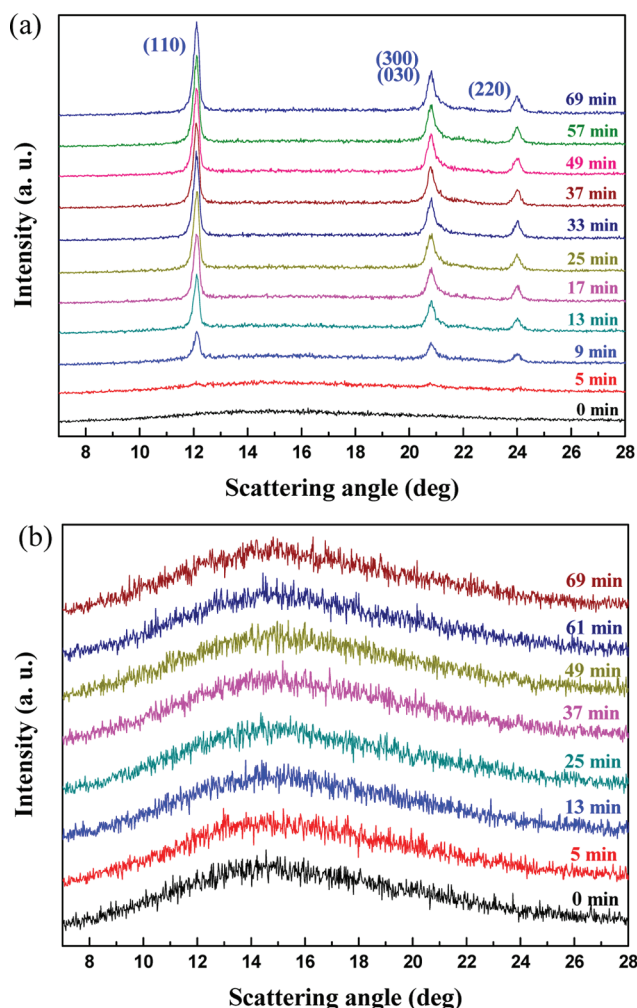 (a)
(110)
(300)
(030)
(220)
69 min
57 min
49 min
37 min
33 min
25 min
17 min
13 min
9 min
5 min
0 min
Intensity (a. u.)
8 10 12 14 16 18 20 22 24 26 28
Scattering angle (deg)
(b)
69 min
61 min
49 min
37 min
25 min
13 min
5 min
0 min
Intensity (a. u.)
8 10 12 14 16 18 20 22 24 26 28
Scattering angle (deg)